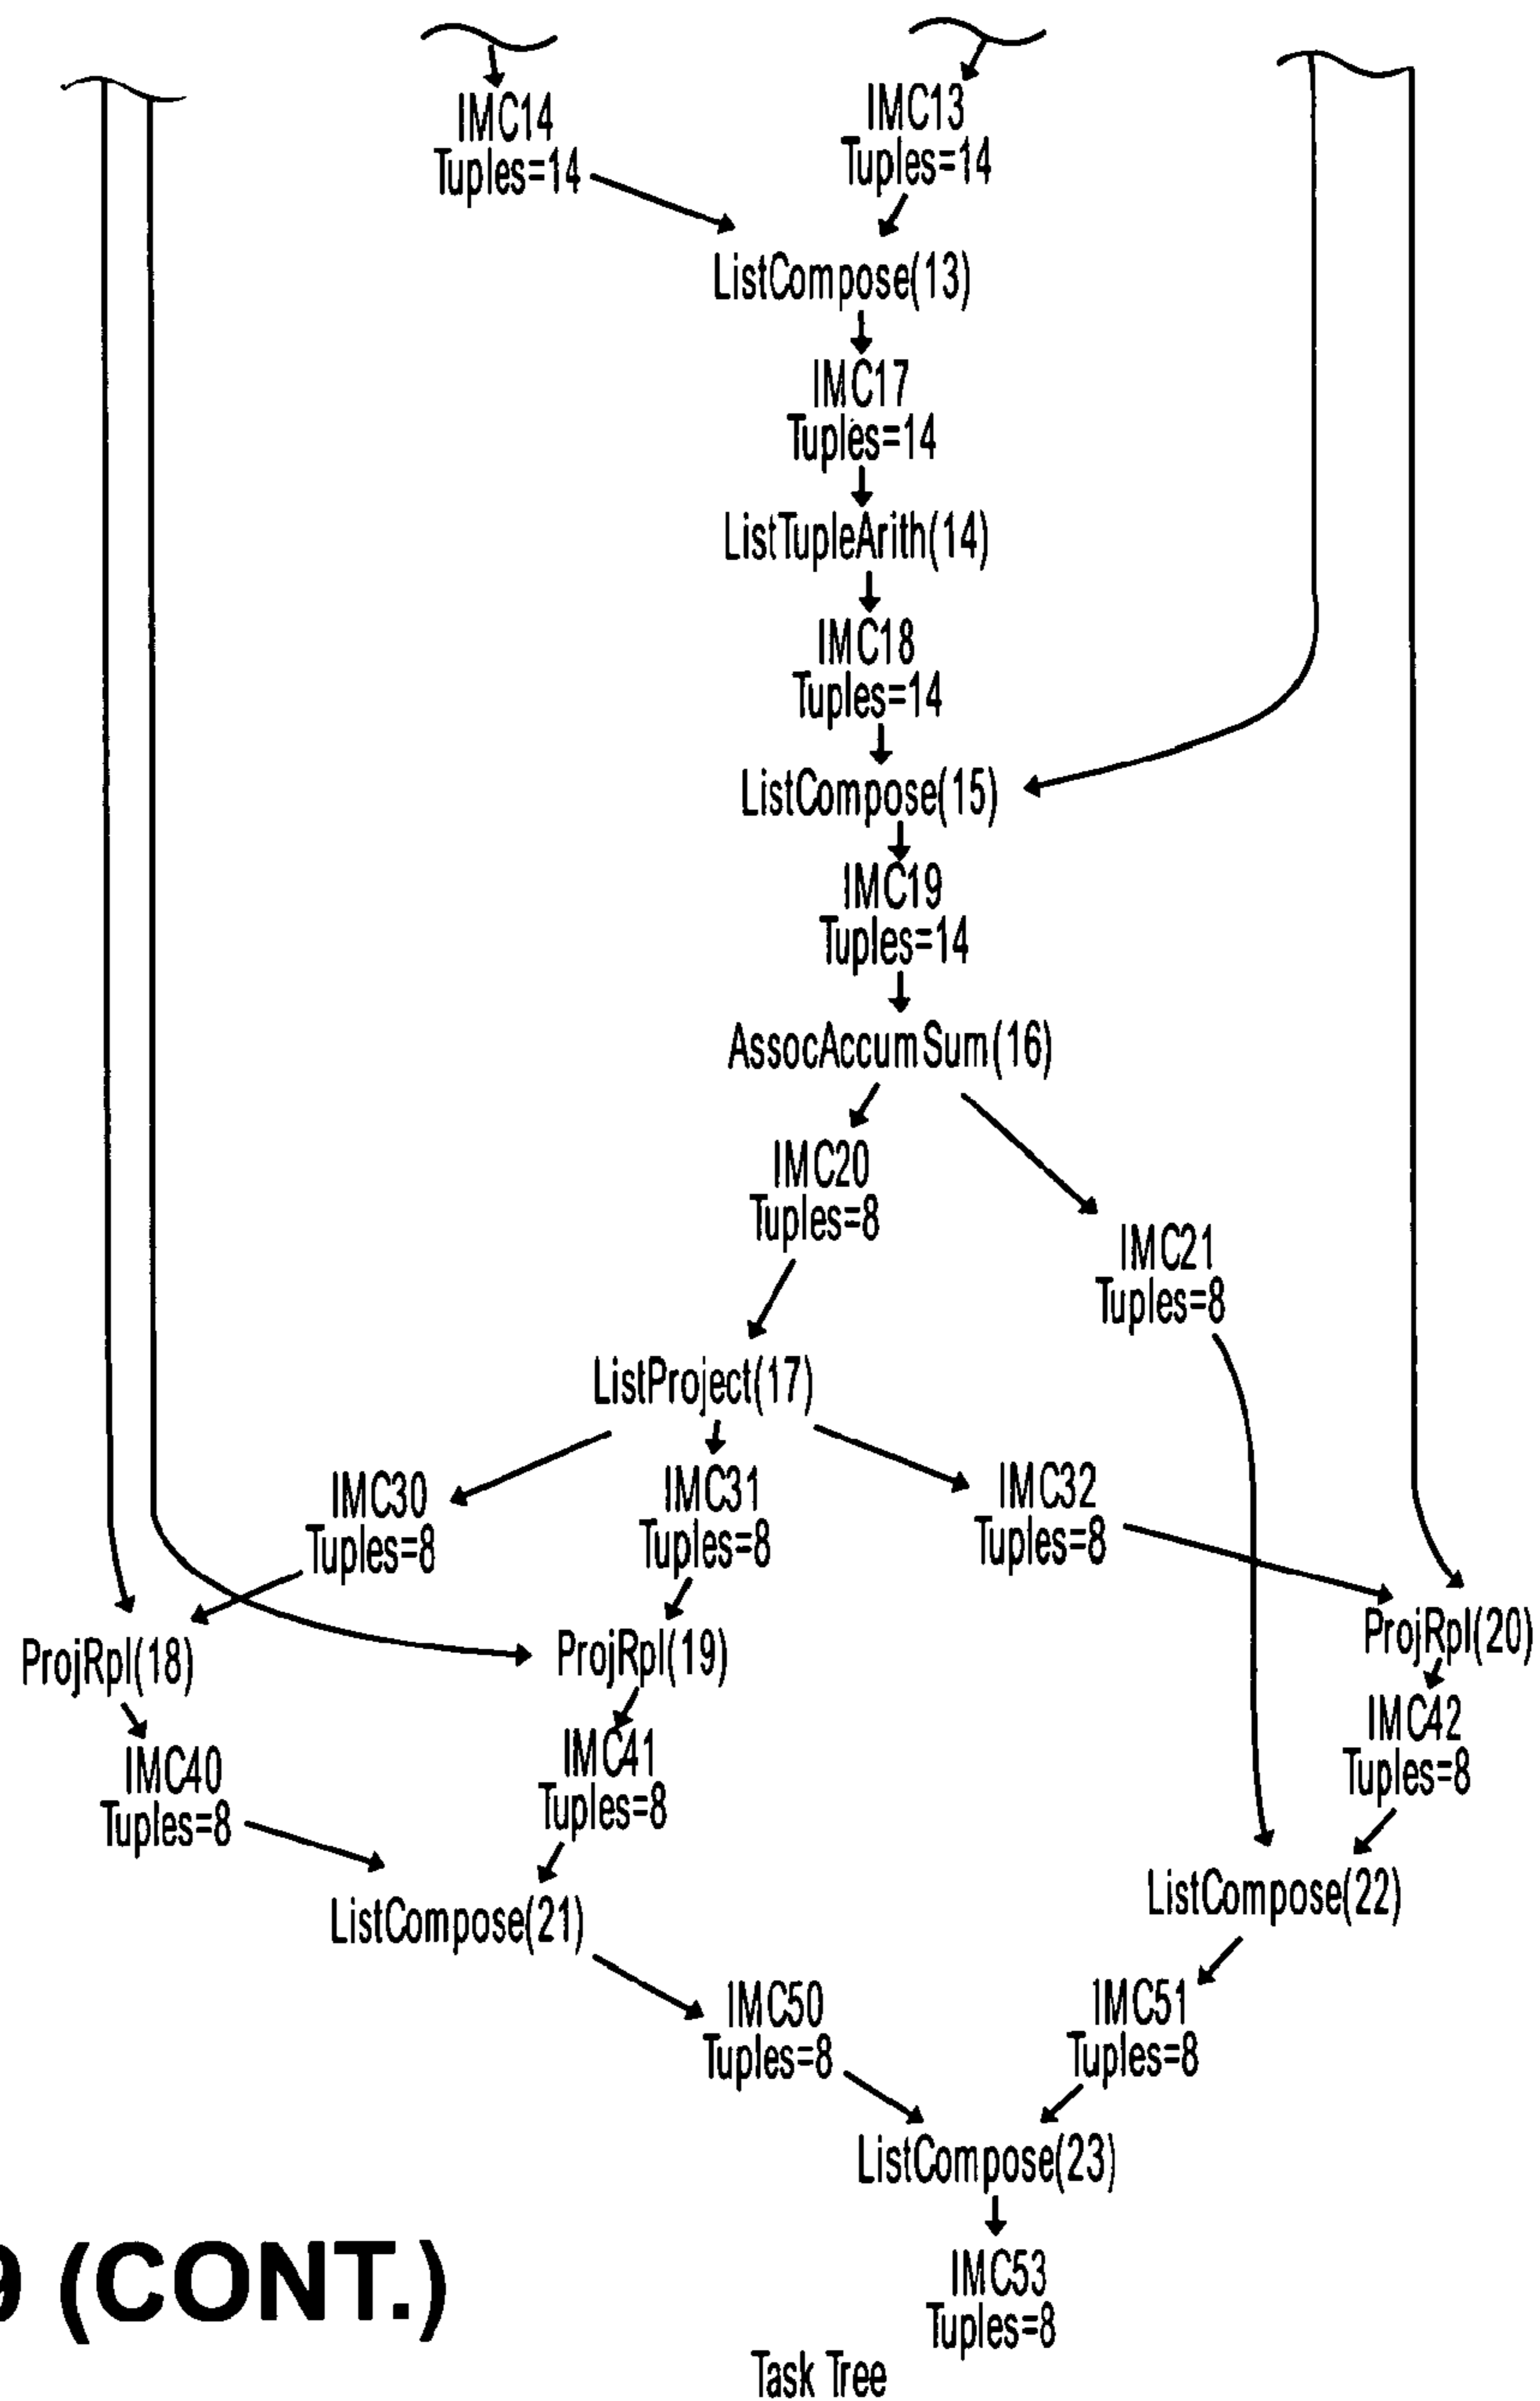 IMC14
Tuples=14
IMC13
Tuples=14
ListCompose(13)
IMC17
Tuples=14
ListTupleArith(14)
IMC18
Tuples=14
ListCompose(15)
IMC19
Tuples=14
AssocAccumSum(16)
IMC20
Tuples=8
IMC21
Tuples=8
ListProject(17)
IMC30
Tuples=8
IMC31
Tuples=8
IMC32
Tuples=8
ProjRpl(18)
ProjRpl(19)
ProjRpl(20)
IMC40
Tuples=8
IMC41
Tuples=8
IMC42
Tuples=8
ListCompose(21)
ListCompose(22)
IMC50
Tuples=8
IMC51
Tuples=8
ListCompose(23)
IMC53
Tuples=8
9 (CONT.)
Task Tree